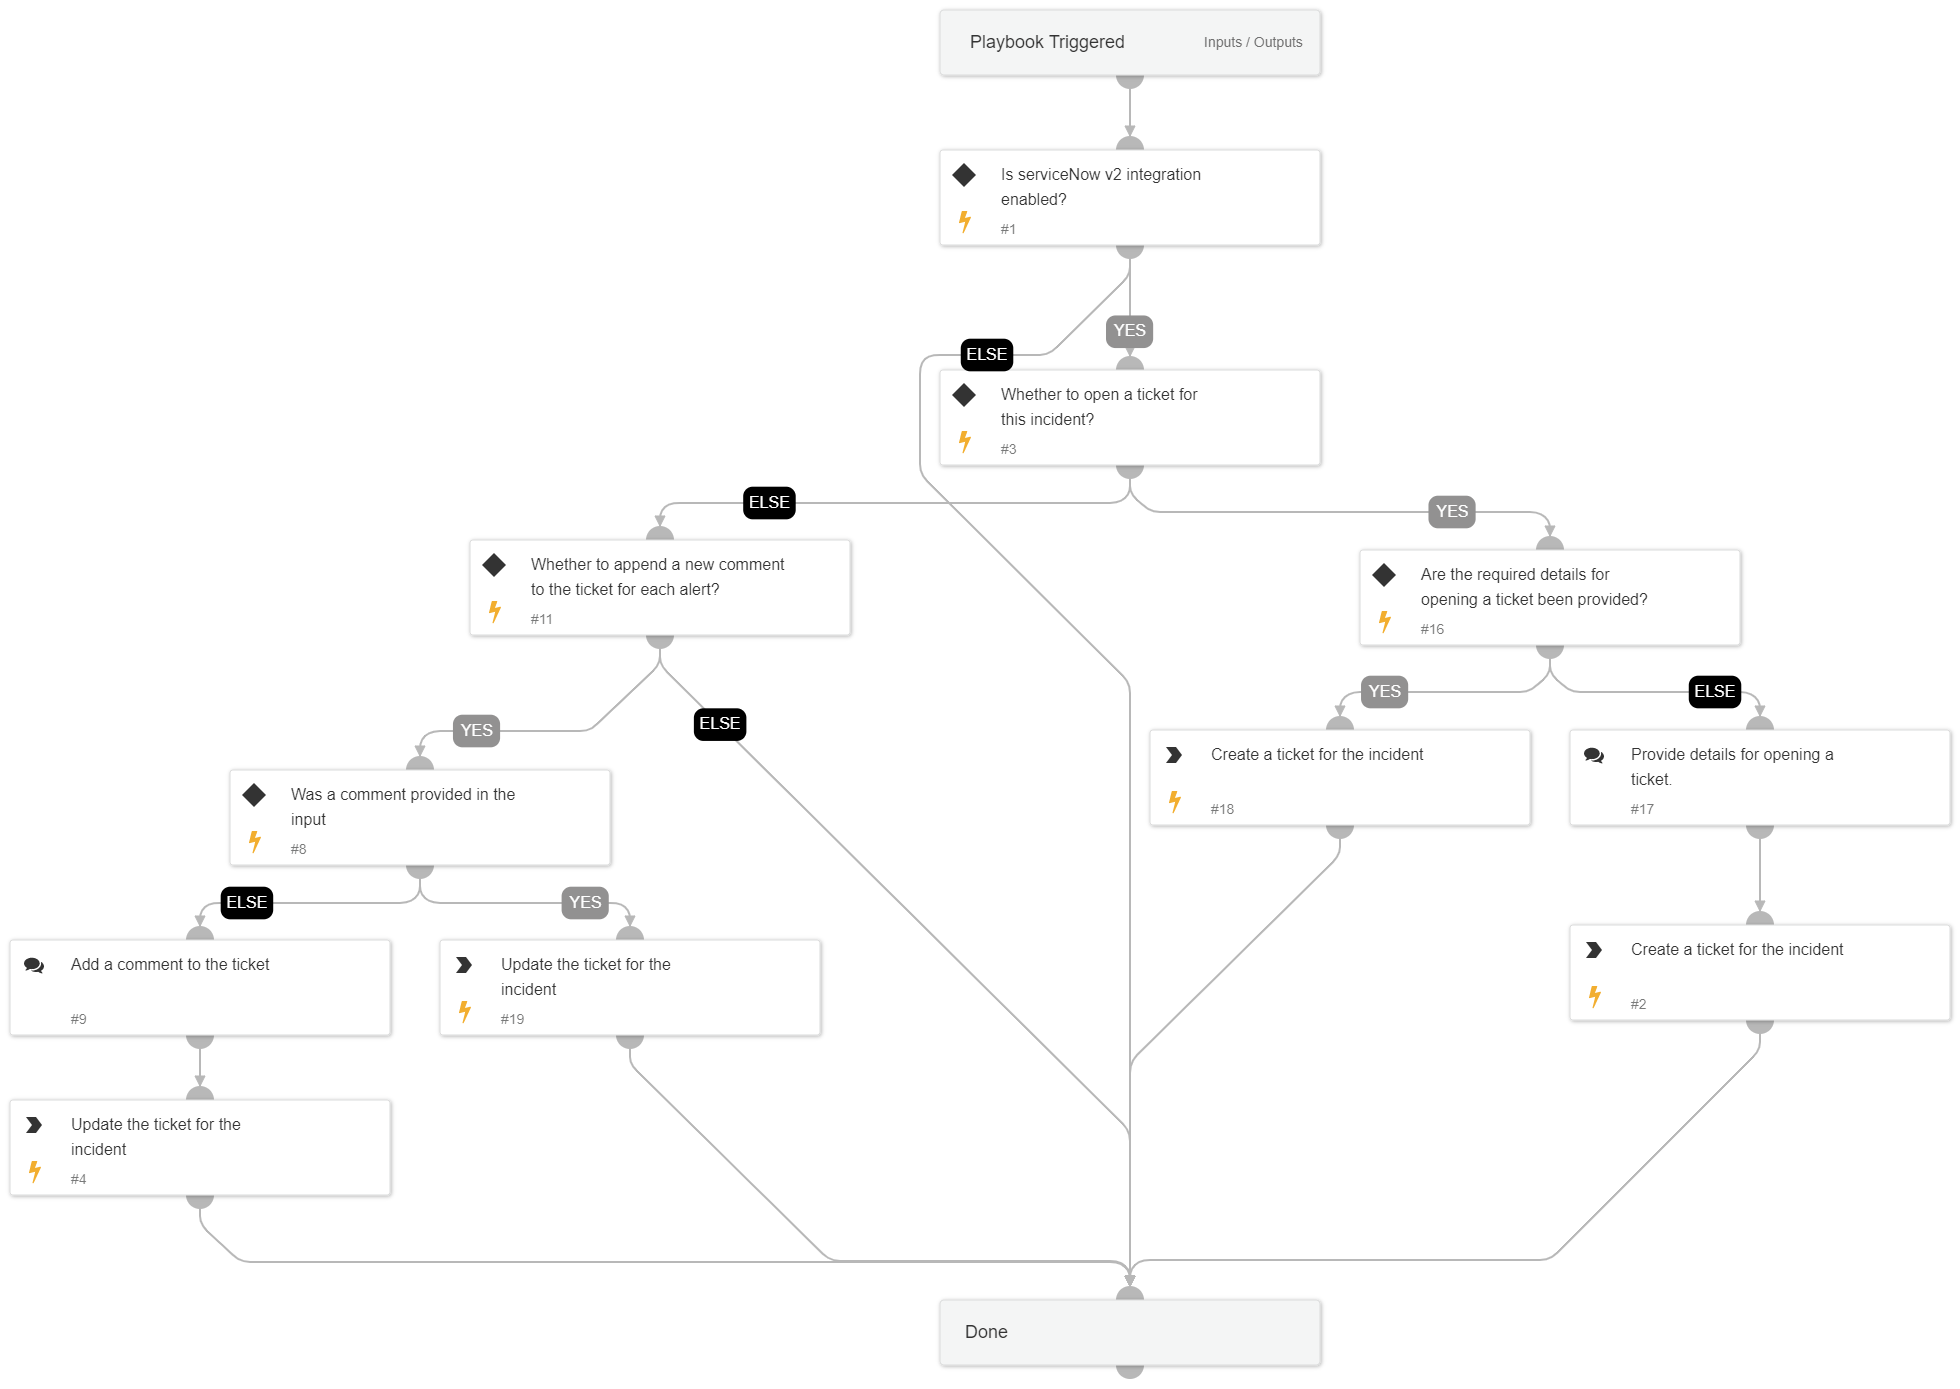 Playbook Triggered
Inputs / Outputs
Is serviceNow v2 integration
enabled?
#1
YES
ELSE
Whether to open a ticket for
this incident?
#3
ELSE
YES
Whether to append a new comment
to the ticket for each alert?
#11
Are the required details for
opening a ticket been provided?
#16
YES
ELSE
YES
ELSE
Create a ticket for the incident
#18
Provide details for opening a
ticket.
#17
Was a comment provided in the
input
#8
ELSE
YES
Add a comment to the ticket
#9
Update the ticket for the
incident
#19
Create a ticket for the incident
#2
Update the ticket for the
incident
#4
Done